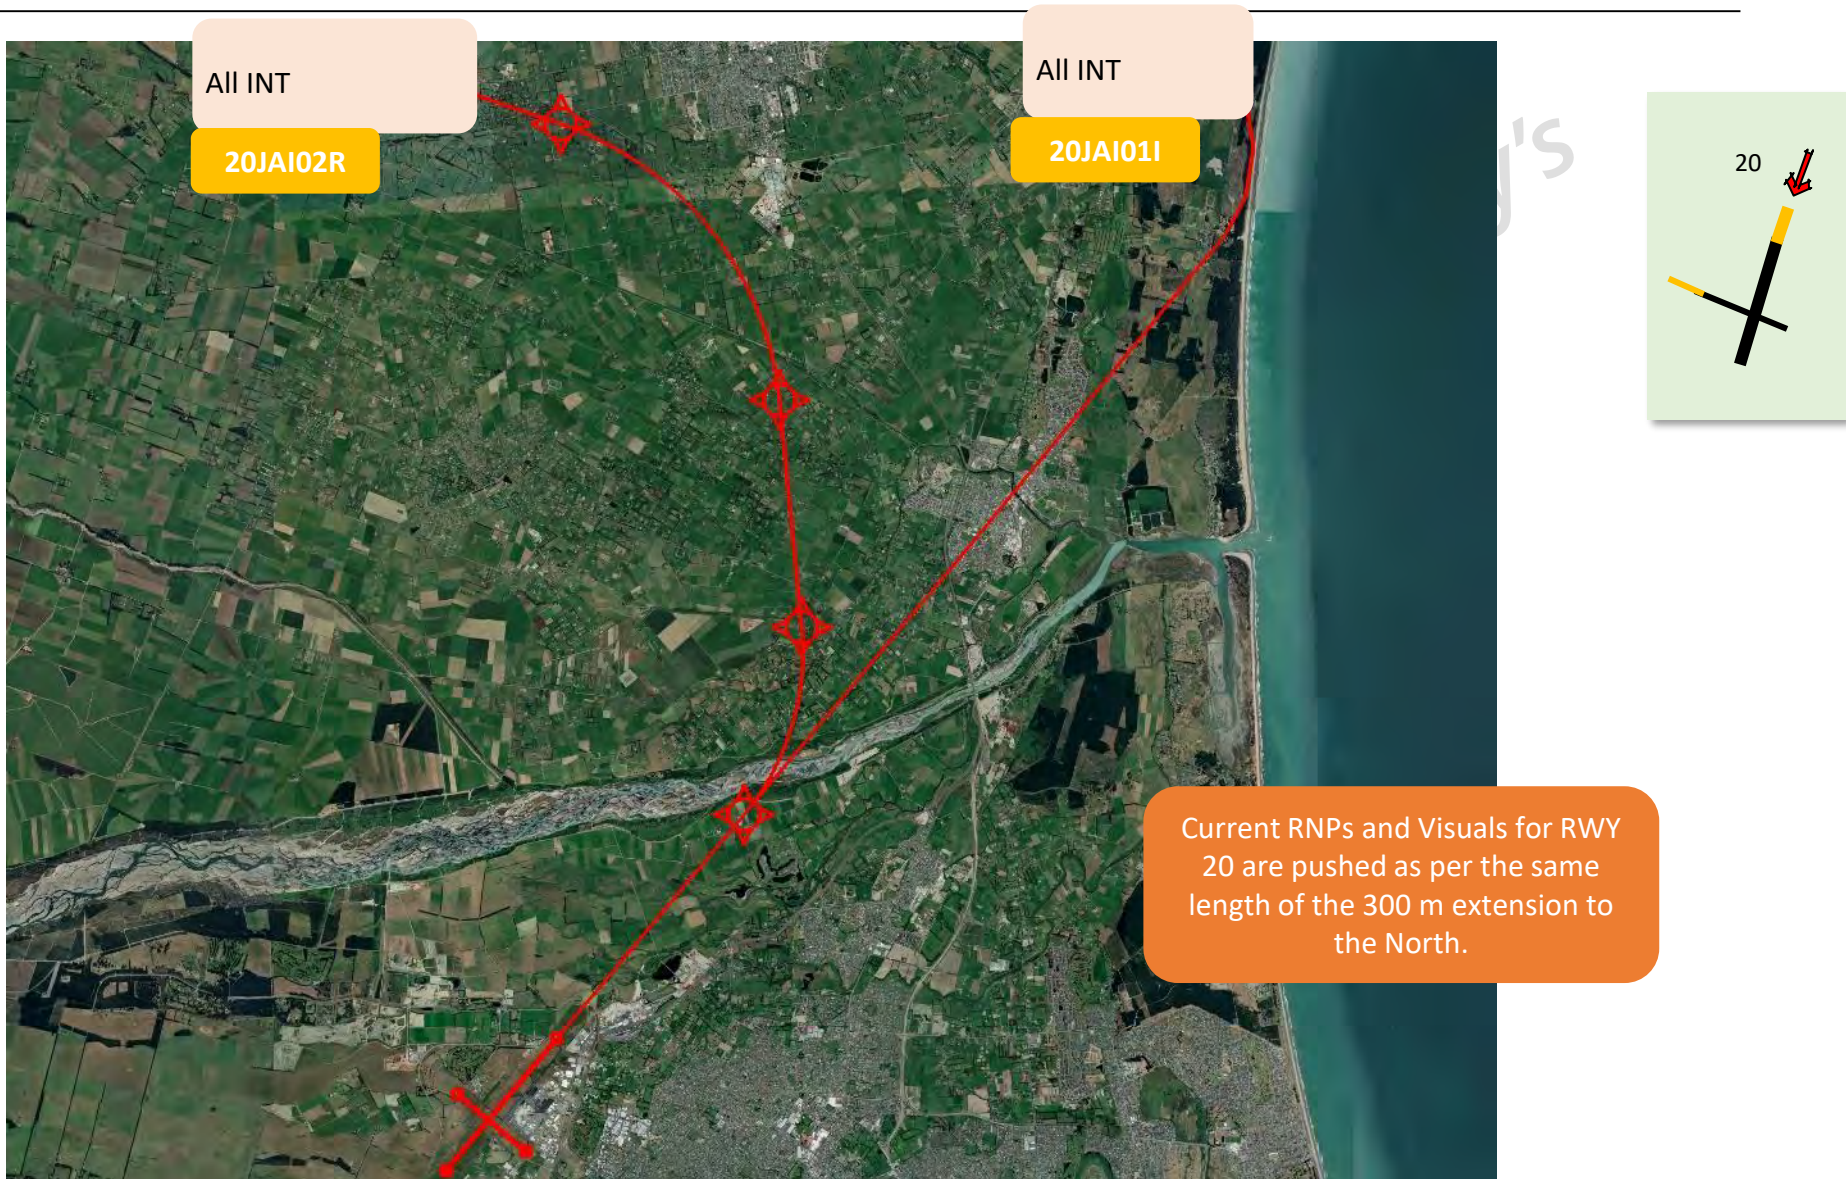 All INT
20JAI02R
All INT
20JAI01I
20
Current RNPs and Visuals for RWY
20 are pushed as per the same
length of the 300 m extension to
the North.